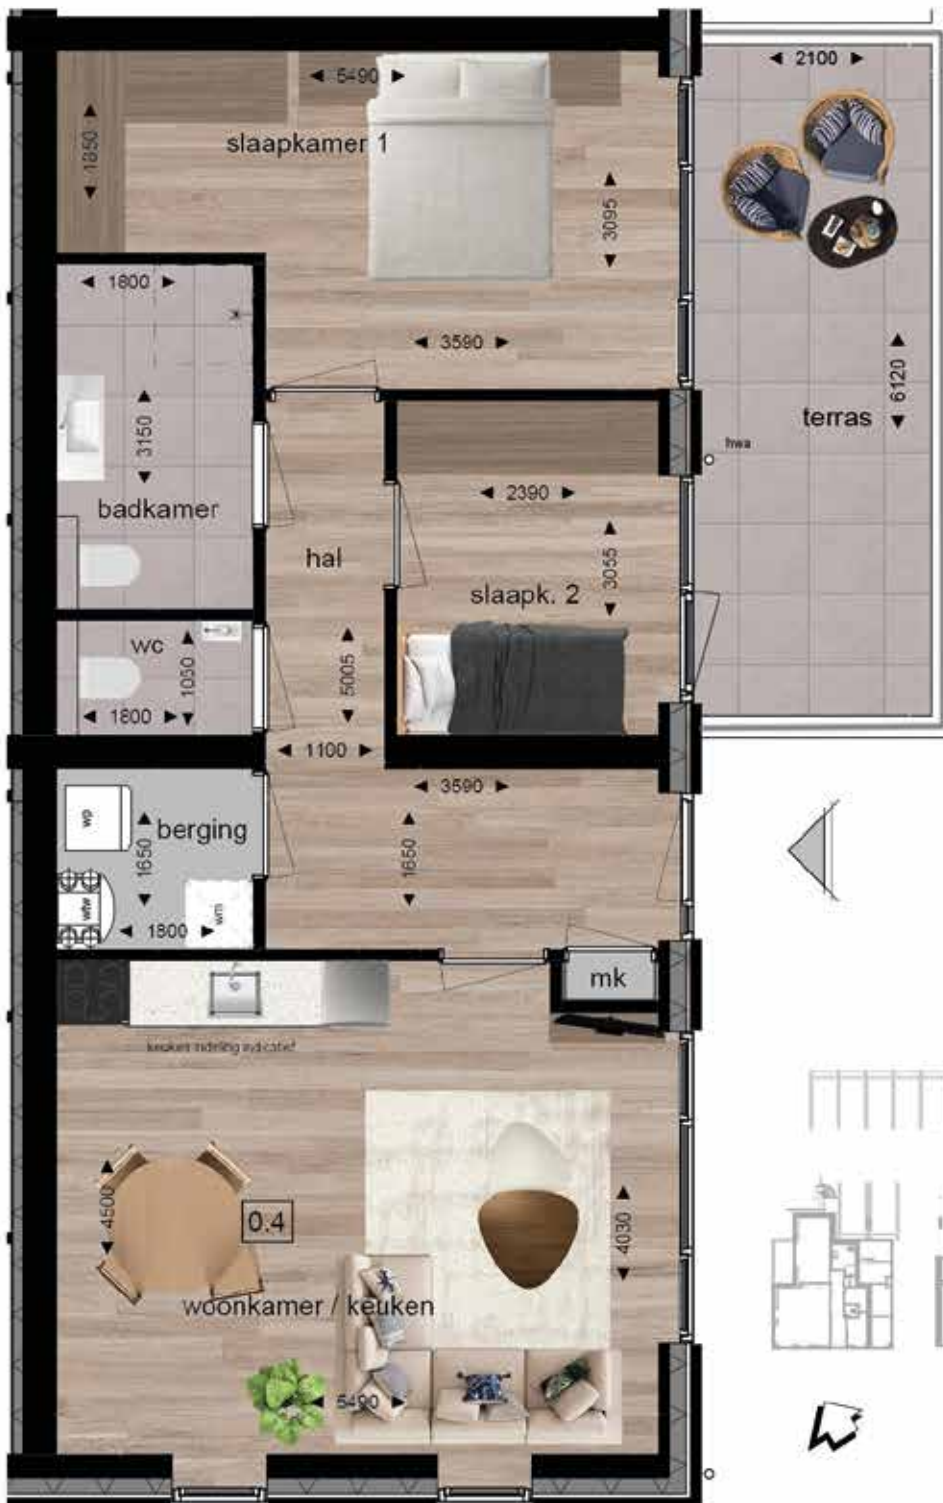 2100
5490
slaapkamer 1
1850
3095
1800
3590
6120
terras
hwa
3150
badkamer
2390
hal
3055
slaapk. 2
wc
1050
1800
5005
1100
3590
wp
berging
1650
1650
wtw
wm
1800
mk
keuken indeling indicatief
4500
0.4
4030
woonkamer / keuken
5490